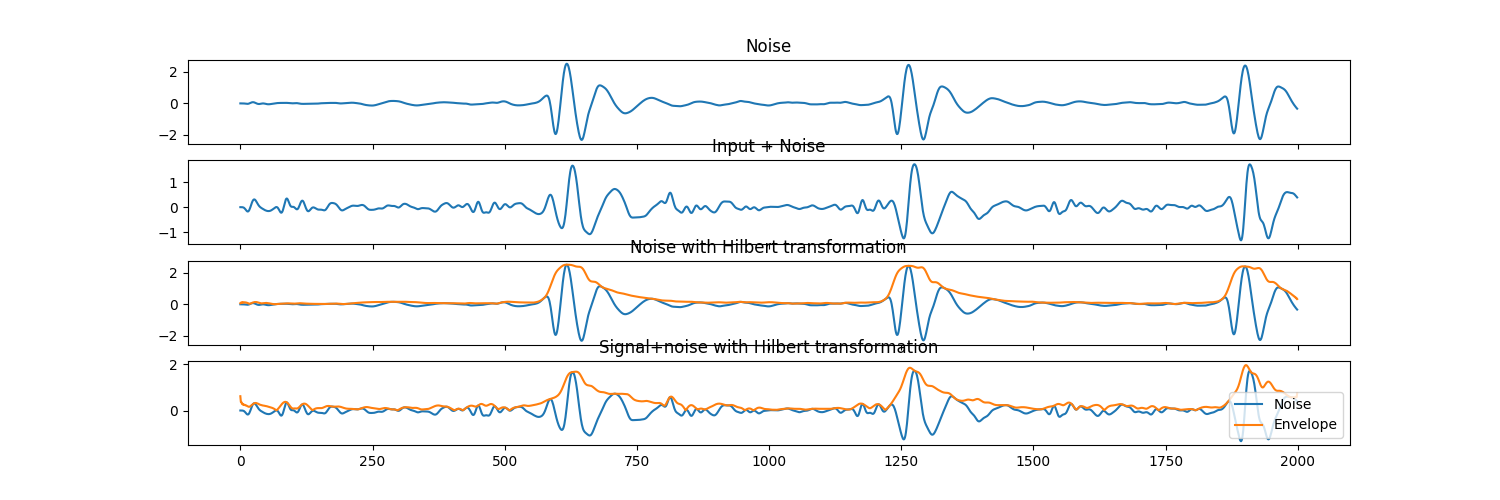 Noise
2
0
−2
Input + Noise
1
0
−1
Noise with Hilbert transformation
2
0
−2
Signal+noise with Hilbert transformation
2
0
Noise
Envelope
0 250 500 750 1000 1250 1500 1750 2000